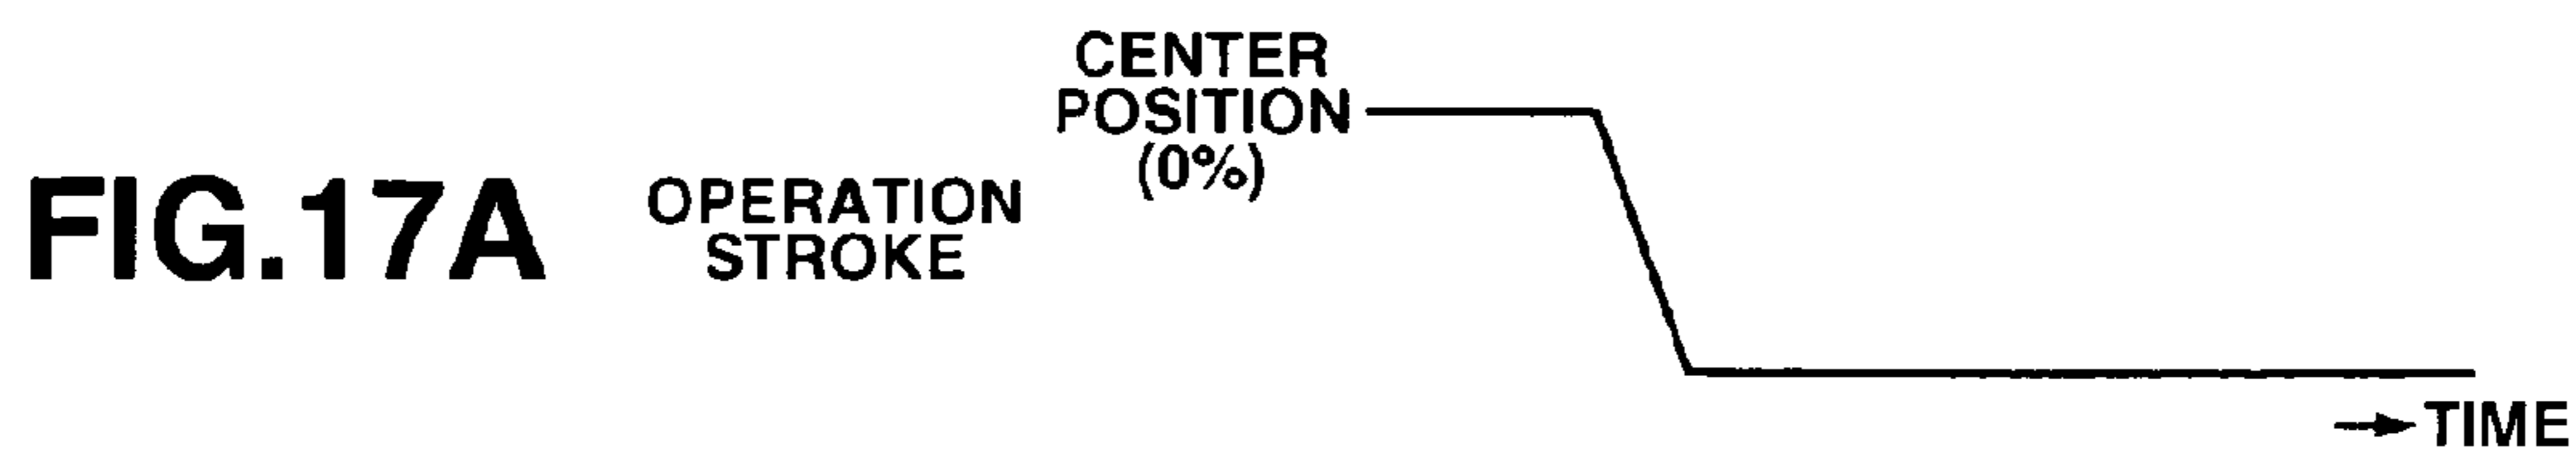 FIG.17A
OPERATION
STROKE
CENTER
POSITION
(0%)
TIME